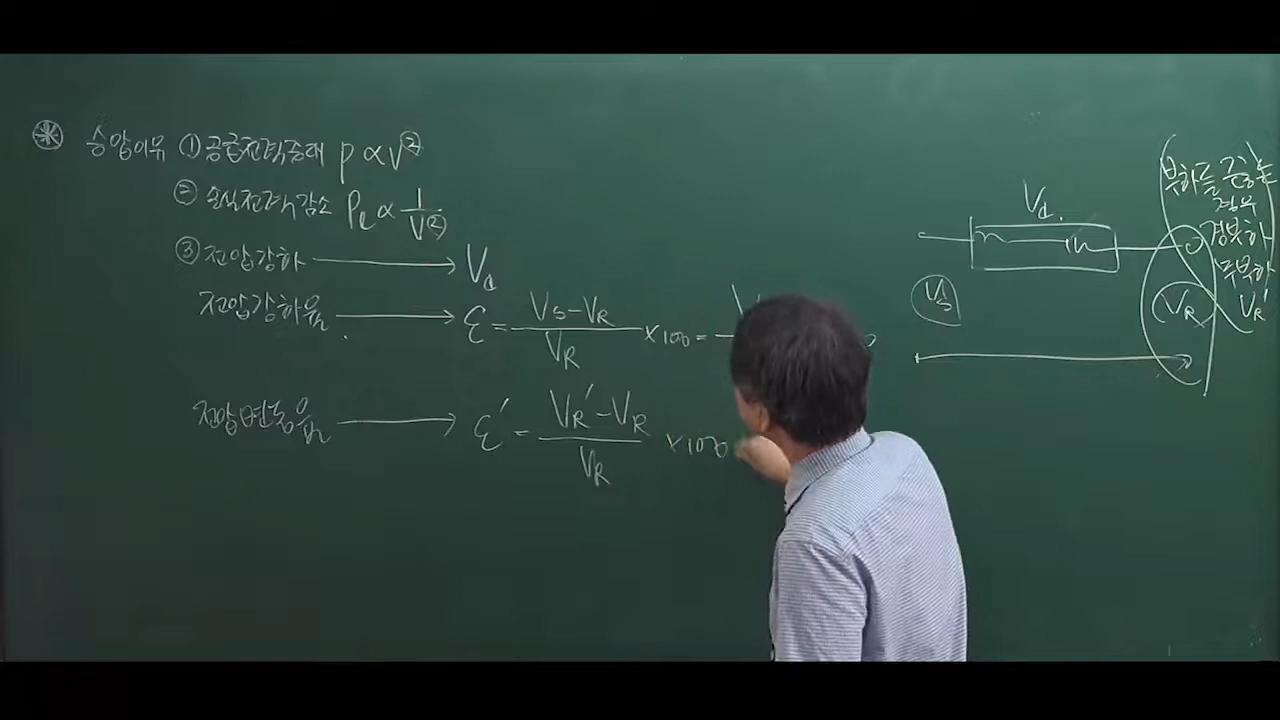 ※ 승압이유 ① 공급전력증대 P ∝ V²
② 손실전력감소 Pl ∝ 1/V²
③ 전압강하 → Vd
전압강하율 → ε = (Vs - VR)/VR × 100 = V
전압변동율 → ε' = (VR' - VR)/VR × 100
Vd
Vs
VR
VR'
부하를
경우
경부하
무부하